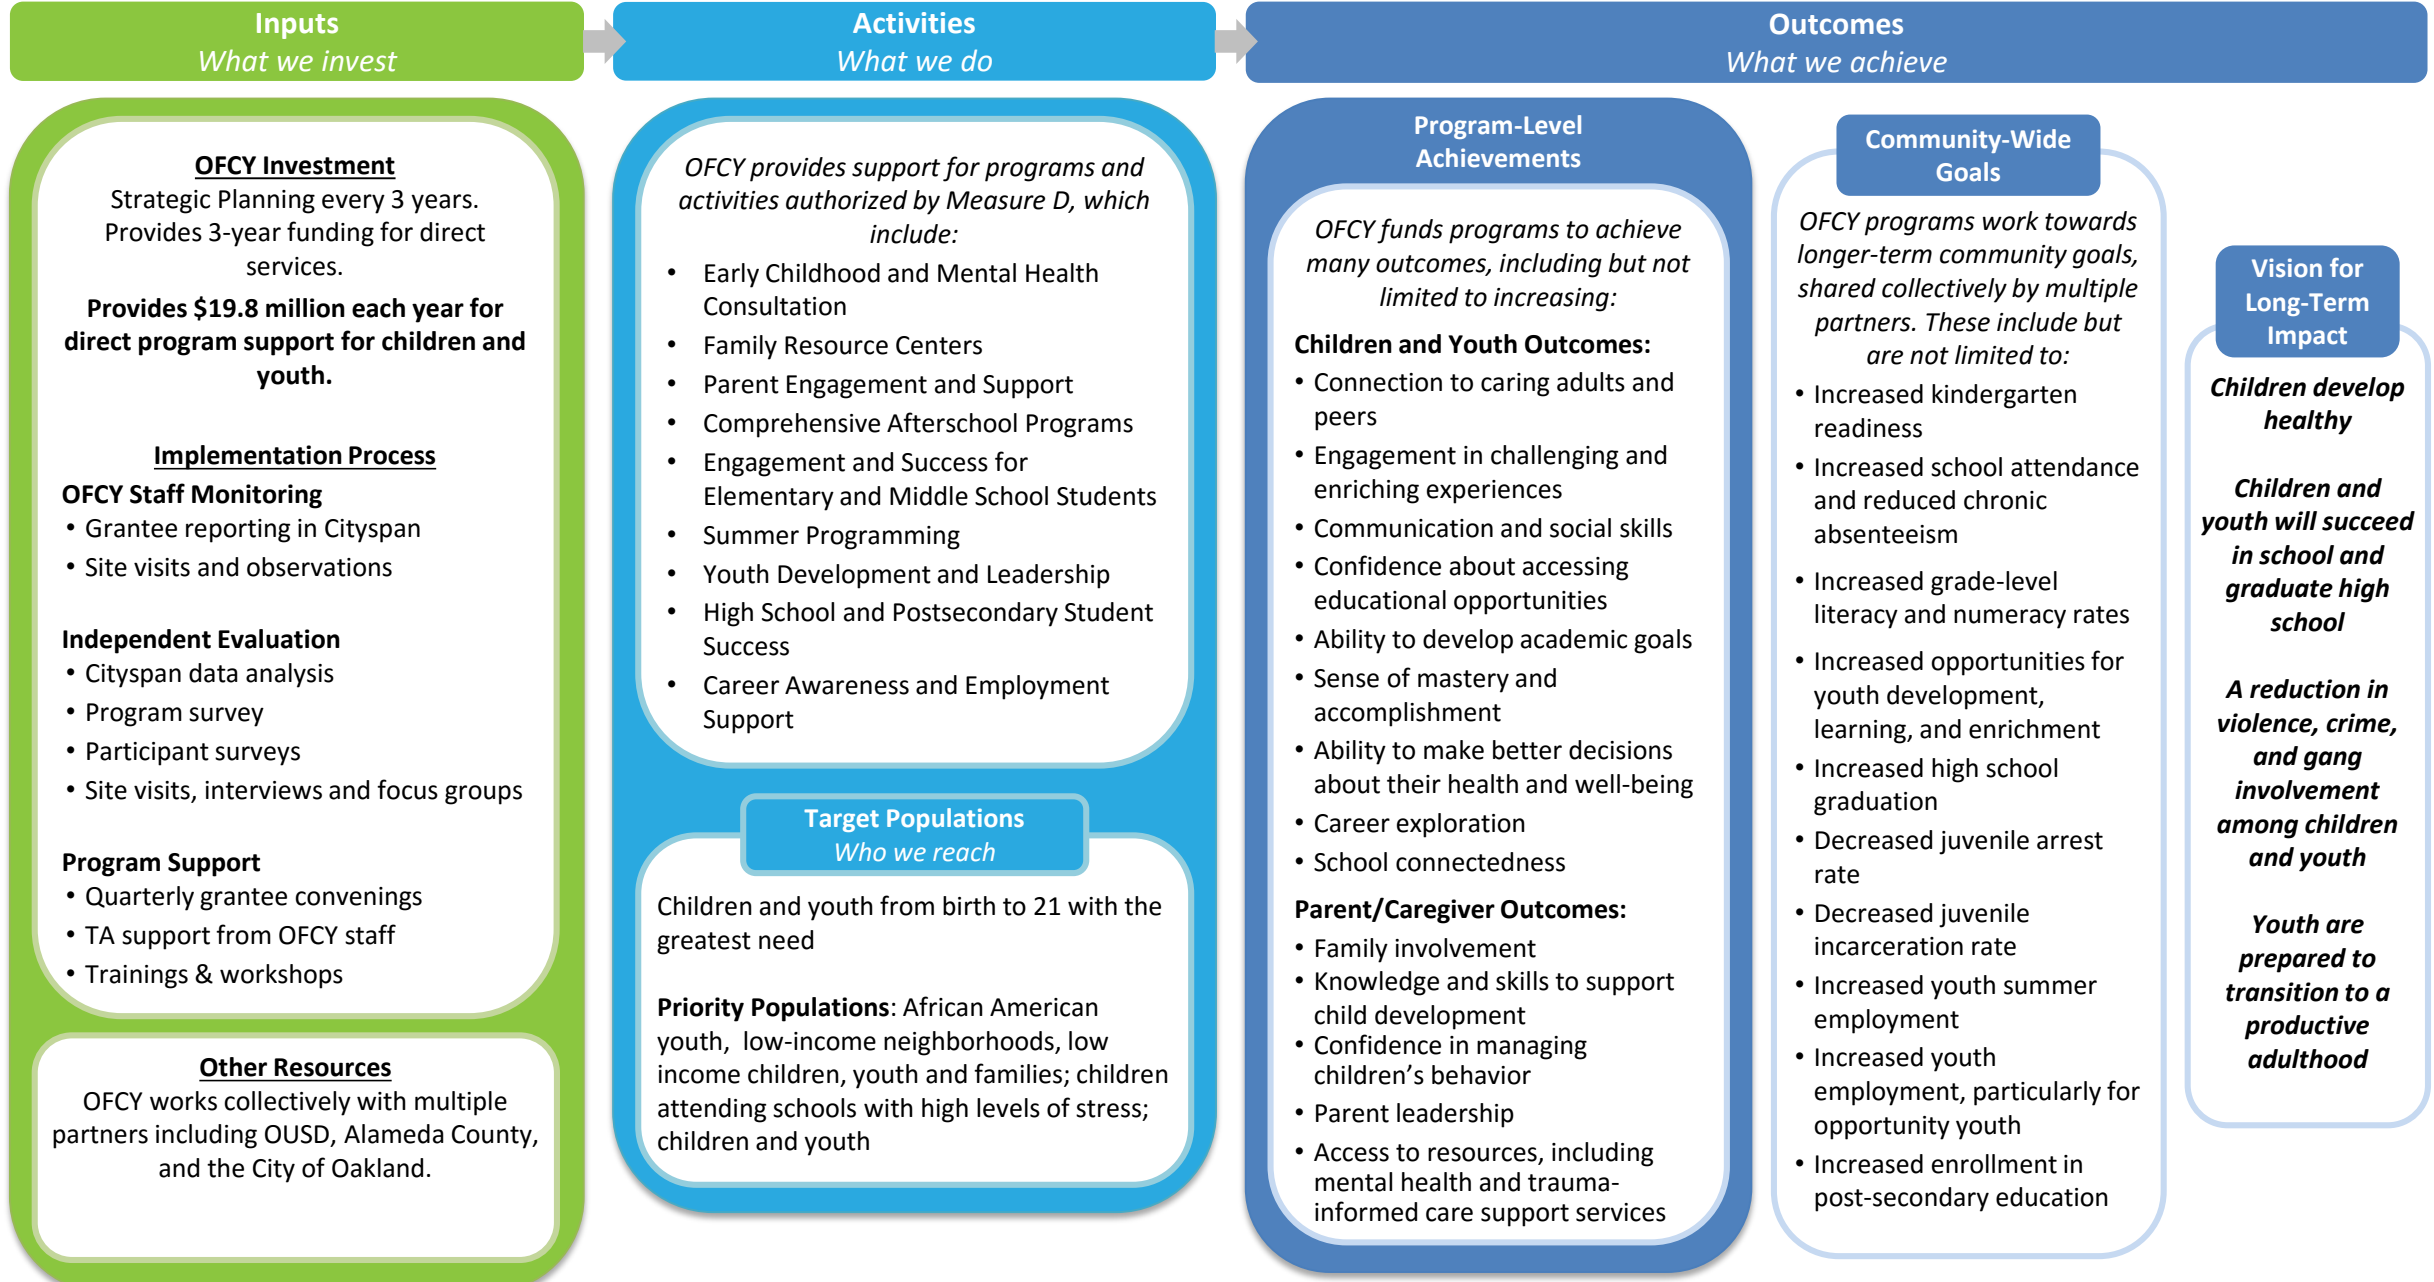 Inputs
What we invest
Activities
What we do
Outcomes
What we achieve
OFCY Investment
Strategic Planning every 3 years.
Provides 3-year funding for direct
services.
Provides $19.8 million each year for
direct program support for children and
youth.
Implementation Process
OFCY Staff Monitoring
• Grantee reporting in Cityspan
• Site visits and observations
Independent Evaluation
• Cityspan data analysis
• Program survey
• Participant surveys
• Site visits, interviews and focus groups
Program Support
• Quarterly grantee convenings
• TA support from OFCY staff
• Trainings & workshops
Other Resources
OFCY works collectively with multiple
partners including OUSD, Alameda County,
and the City of Oakland.
OFCY provides support for programs and
activities authorized by Measure D, which
include:
• Early Childhood and Mental Health
Consultation
• Family Resource Centers
• Parent Engagement and Support
• Comprehensive Afterschool Programs
• Engagement and Success for
Elementary and Middle School Students
• Summer Programming
• Youth Development and Leadership
• High School and Postsecondary Student
Success
• Career Awareness and Employment
Support
Target Populations
Who we reach
Children and youth from birth to 21 with the
greatest need
Priority Populations: African American
youth, low-income neighborhoods, low
income children, youth and families; children
attending schools with high levels of stress;
children and youth
Program-Level
Achievements
OFCY funds programs to achieve
many outcomes, including but not
limited to increasing:
Children and Youth Outcomes:
• Connection to caring adults and
peers
• Engagement in challenging and
enriching experiences
• Communication and social skills
• Confidence about accessing
educational opportunities
• Ability to develop academic goals
• Sense of mastery and
accomplishment
• Ability to make better decisions
about their health and well-being
• Career exploration
• School connectedness
Parent/Caregiver Outcomes:
• Family involvement
• Knowledge and skills to support
child development
• Confidence in managing
children’s behavior
• Parent leadership
• Access to resources, including
mental health and trauma-
informed care support services
Community-Wide
Goals
OFCY programs work towards
longer-term community goals,
shared collectively by multiple
partners. These include but
are not limited to:
• Increased kindergarten
readiness
• Increased school attendance
and reduced chronic
absenteeism
• Increased grade-level
literacy and numeracy rates
• Increased opportunities for
youth development,
learning, and enrichment
• Increased high school
graduation
• Decreased juvenile arrest
rate
• Decreased juvenile
incarceration rate
• Increased youth summer
employment
• Increased youth
employment, particularly for
opportunity youth
• Increased enrollment in
post-secondary education
Vision for
Long-Term
Impact
Children develop
healthy
Children and
youth will succeed
in school and
graduate high
school
A reduction in
violence, crime,
and gang
involvement
among children
and youth
Youth are
prepared to
transition to a
productive
adulthood